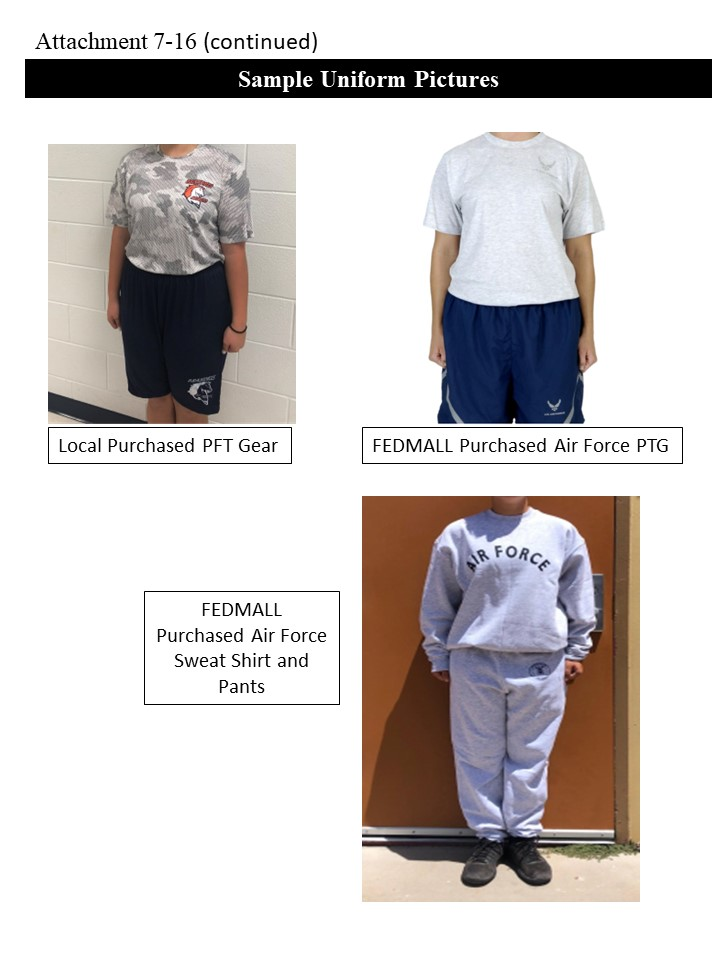 Attachment 7-16 (continued)
Sample Uniform Pictures
Local Purchased PFT Gear
FEDMALL Purchased Air Force PTG
AIR FORCE
FEDMALL
Purchased Air Force
Sweat Shirt and
Pants